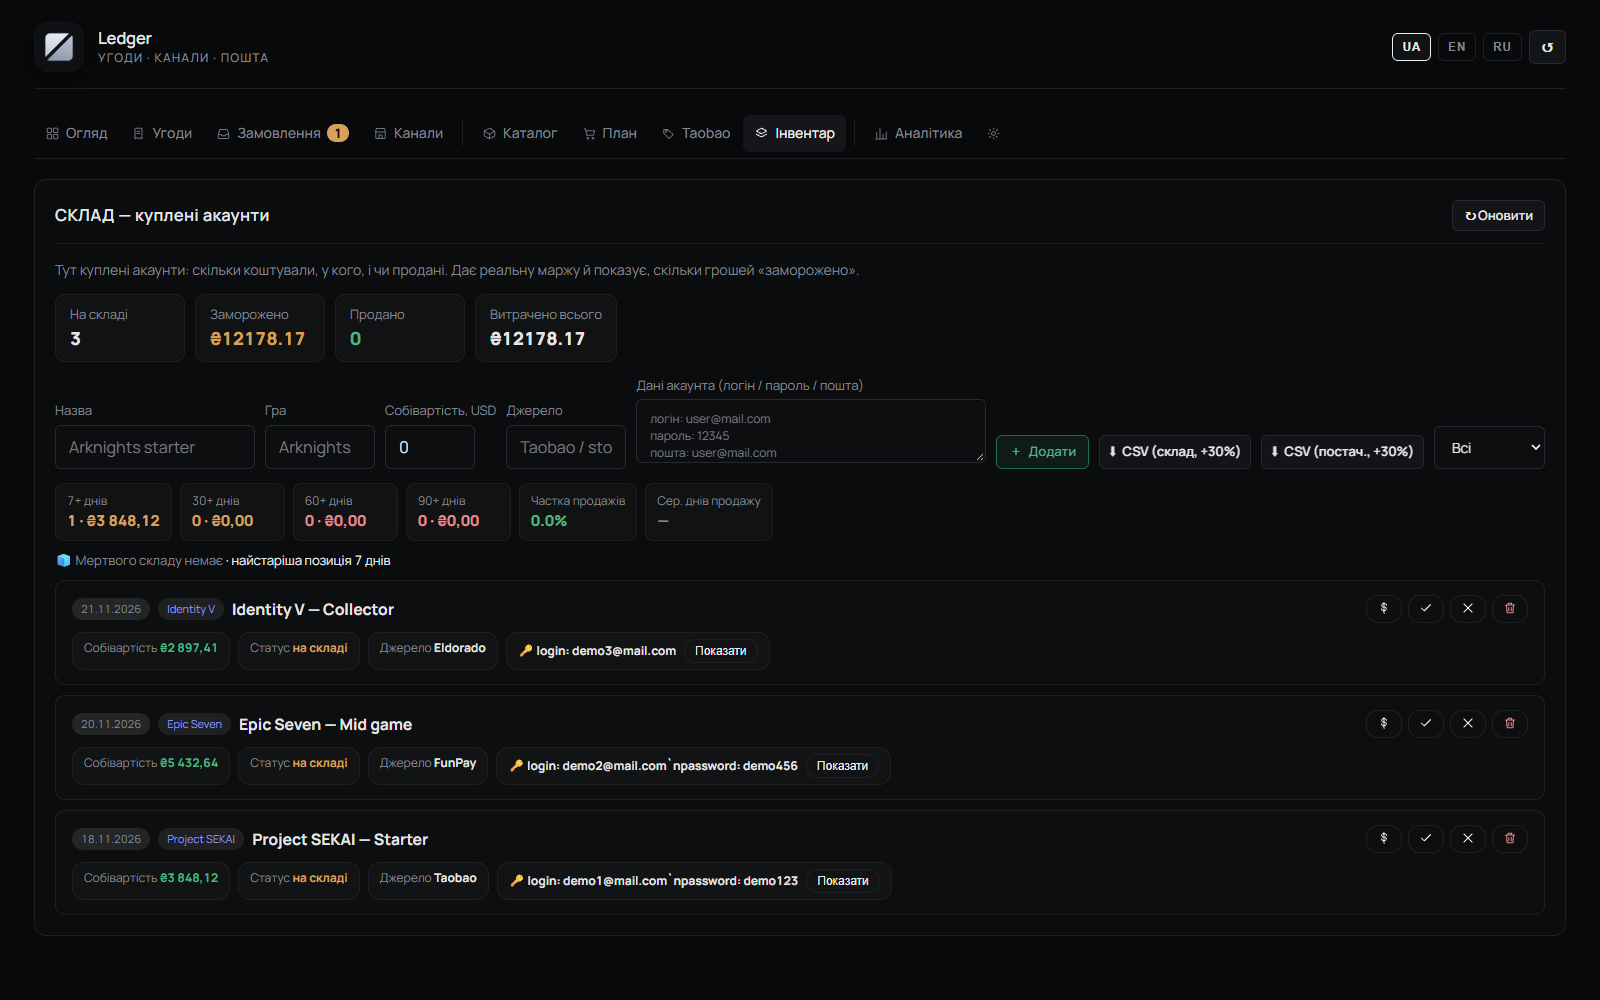 Ledger
УГОДИ · КАНАЛИ · ПОШТА
UA EN RU ↺
Огляд Угоди Замовлення 1 Канали Каталог План Taobao Інвентар Аналітика
СКЛАД — куплені акаунти
↻Оновити
Тут куплені акаунти: скільки коштували, у кого, і чи продані. Дає реальну маржу й показує, скільки грошей «заморожено».
На складі Заморожено Продано Витрачено всього
3 ₴12178.17 0 ₴12178.17
Дані акаунта (логін / пароль / пошта)
Назва Гра Собівартість, USD Джерело
Arknights starter Arknights 0 Taobao / sto
логін: user@mail.com
пароль: 12345
пошта: user@mail.com
+ Додати ⬇ CSV (склад, +30%) ⬇ CSV (постач., +30%) Всі
7+ днів 30+ днів 60+ днів 90+ днів Частка продажів Сер. днів продажу
1 · ₴3 848,12 0 · ₴0,00 0 · ₴0,00 0 · ₴0,00 0.0% —
🧊 Мертвого складу немає · найстаріша позиція 7 днів
21.11.2026 Identity V Identity V — Collector $ ✓ ✕
Собівартість ₴2 897,41 Статус на складі Джерело Eldorado 🔑 login: demo3@mail.com Показати
20.11.2026 Epic Seven Epic Seven — Mid game $ ✓ ✕
Собівартість ₴5 432,64 Статус на складі Джерело FunPay 🔑 login: demo2@mail.com`npassword: demo456 Показати
18.11.2026 Project SEKAI Project SEKAI — Starter $ ✓ ✕
Собівартість ₴3 848,12 Статус на складі Джерело Taobao 🔑 login: demo1@mail.com`npassword: demo123 Показати